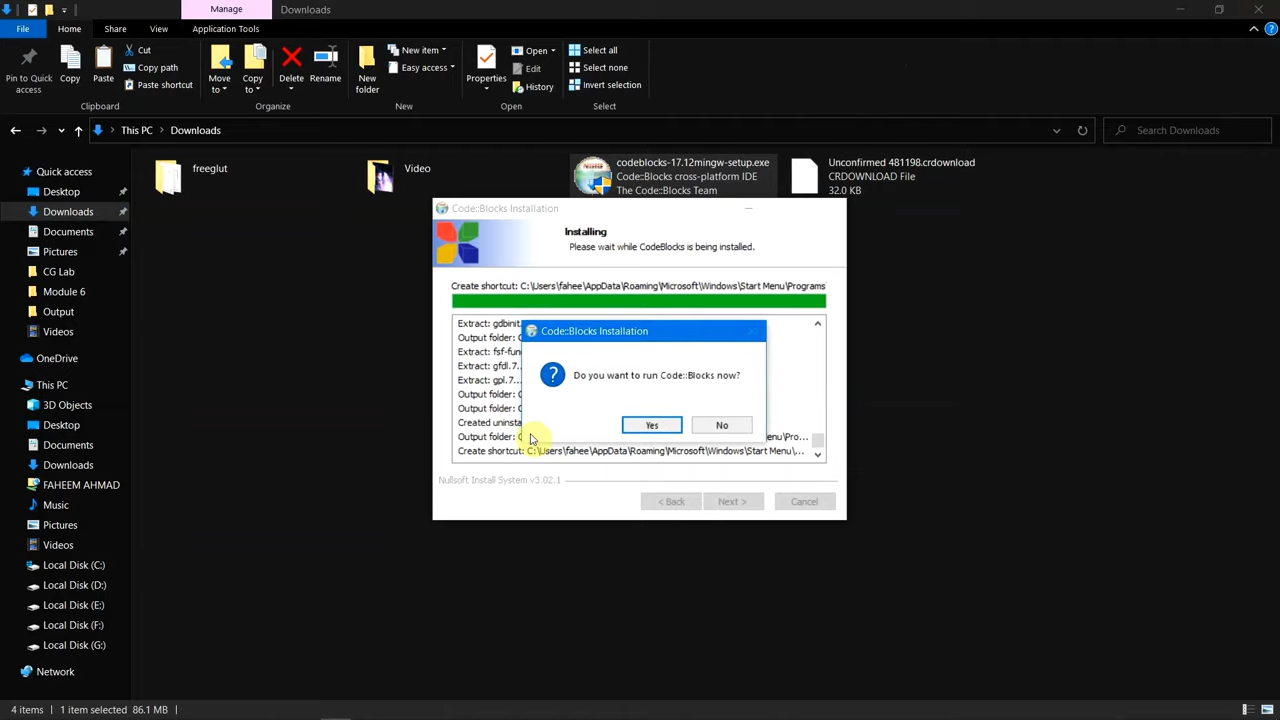 Manage
Downloads
File
Home
Share
View
Application Tools
Pin to Quick access
Copy
Paste
Cut
Copy path
Paste shortcut
Clipboard
Move to
Copy to
Delete
Rename
Organize
New folder
New item
Easy access
New
Properties
Open
Edit
History
Open
Select all
Select none
Invert selection
Select
This PC
Downloads
Search Downloads
Quick access
Desktop
Downloads
Documents
Pictures
CG Lab
Module 6
Output
Videos
OneDrive
This PC
3D Objects
Desktop
Documents
Downloads
FAHEEM AHMAD
Music
Pictures
Videos
Local Disk (C:)
Local Disk (D:)
Local Disk (E:)
Local Disk (F:)
Local Disk (G:)
Network
freeglut
Video
codeblocks-17.12mingw-setup.exe
Code::Blocks cross-platform IDE
The Code::Blocks Team
Unconfirmed 481198.crdownload
CRDOWNLOAD File
32.0 KB
Code::Blocks Installation
Installing
Please wait while CodeBlocks is being installed.
Create shortcut: C:\Users\fahee\AppData\Roaming\Microsoft\Windows\Start Menu\Programs
Extract: gdbinit
Output folder:
Extract: fsf-fun
Extract: gfdl.7...
Extract: gpl.7...
Output folder:
Output folder:
Created uninsta
Output folder: enu\Pro...
Create shortcut: C:\Users\fahee\AppData\Roaming\Microsoft\Windows\Start Menu\...
Code::Blocks Installation
Do you want to run Code::Blocks now?
Yes
No
Nullsoft Install System v3.02.1
< Back
Next >
Cancel
4 items
1 item selected 86.1 MB